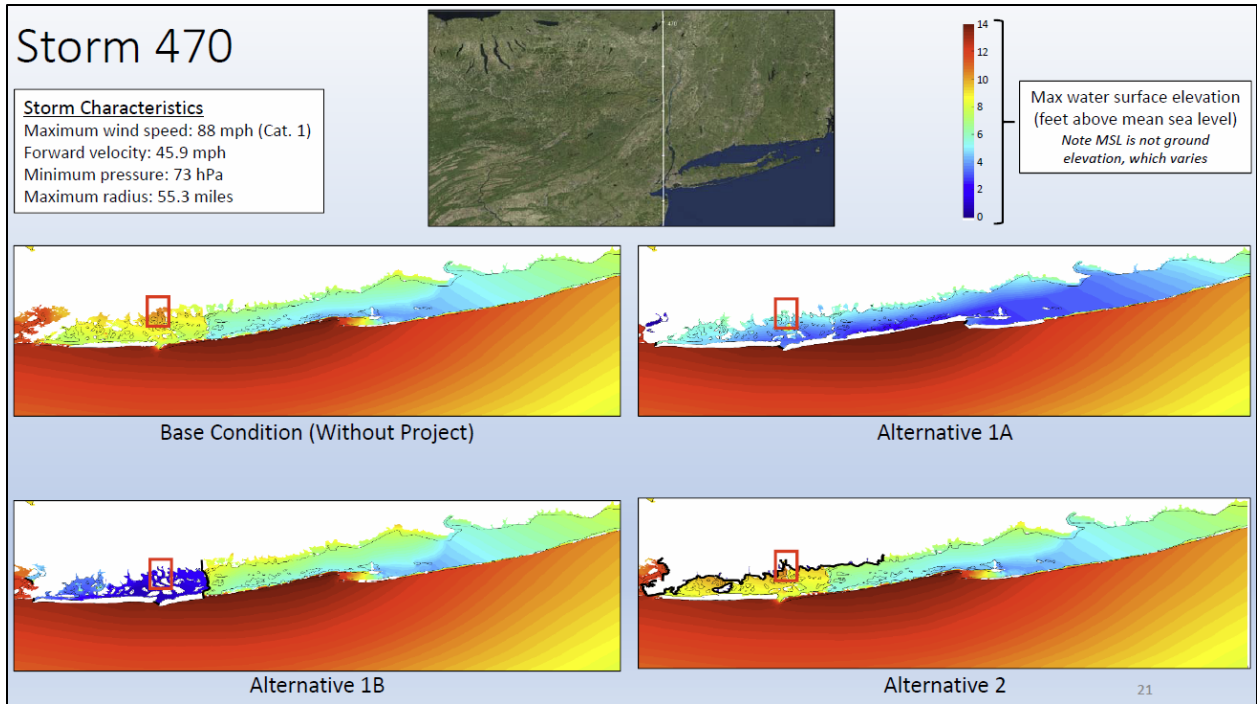 Storm 470
Storm Characteristics
Maximum wind speed: 88 mph (Cat. 1)
Forward velocity: 45.9 mph
Minimum pressure: 73 hPa
Maximum radius: 55.3 miles
470
14
12
10
8
6
4
2
0
Max water surface elevation
(feet above mean sea level)
Note MSL is not ground
elevation, which varies
Base Condition (Without Project)
Alternative 1A
Alternative 1B
Alternative 2
21